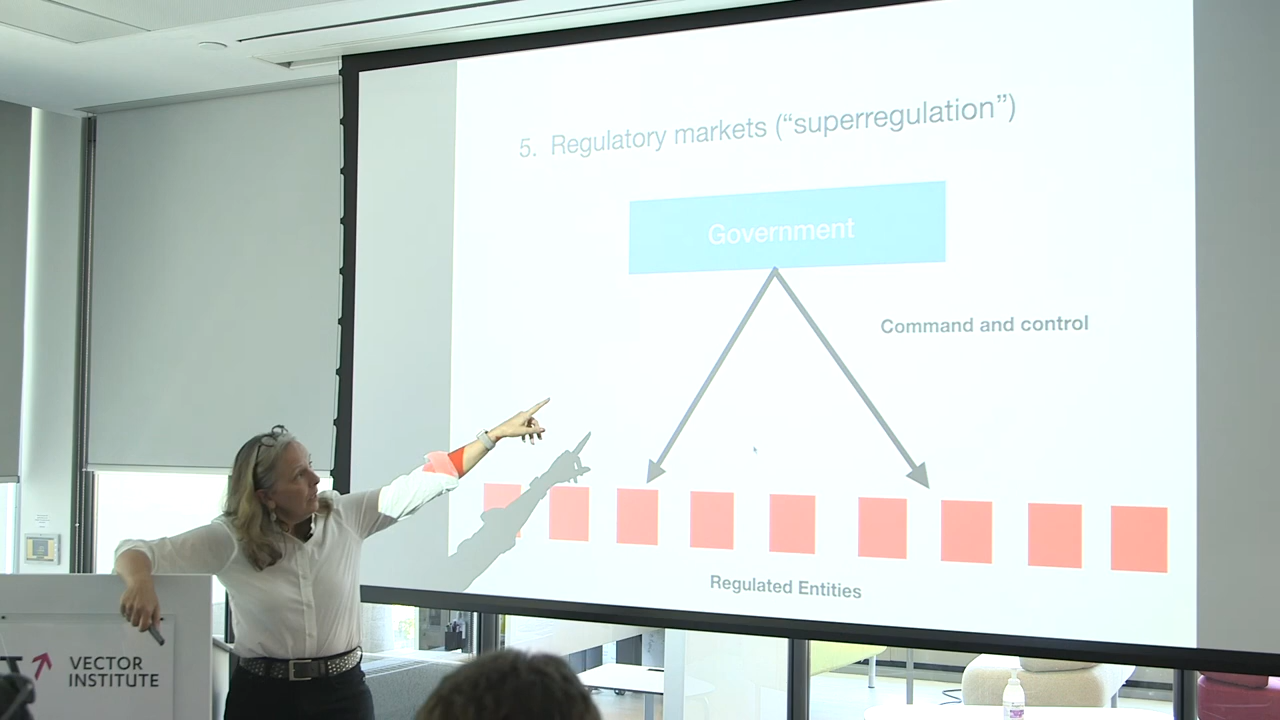 5. Regulatory markets (“superregulation”)
Government
Command and control
Regulated Entities
VECTOR
INSTITUTE